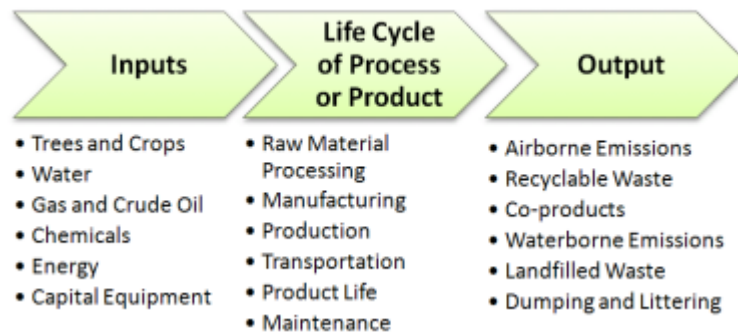 Inputs
• Trees and Crops
• Water
• Gas and Crude Oil
• Chemicals
• Energy
• Capital Equipment
Life Cycle
of Process
or Product
• Raw Material
Processing
• Manufacturing
• Production
• Transportation
• Product Life
• Maintenance
Output
• Airborne Emissions
• Recyclable Waste
• Co-products
• Waterborne Emissions
• Landfilled Waste
• Dumping and Littering